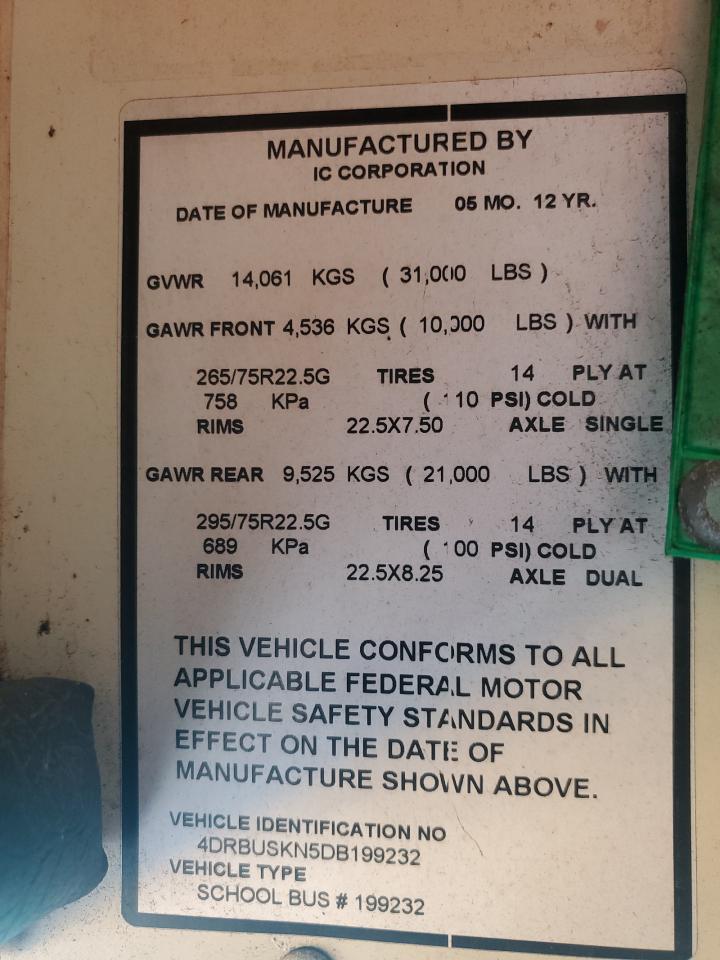 MANUFACTURED BY
IC CORPORATION
DATE OF MANUFACTURE 05 MO. 12 YR.
GVWR 14,061 KGS ( 31,000 LBS )
GAWR FRONT 4,536 KGS ( 10,000 LBS ) WITH
265/75R22.5G TIRES 14 PLY AT
758 KPa ( 110 PSI) COLD
RIMS 22.5X7.50 AXLE SINGLE
GAWR REAR 9,525 KGS ( 21,000 LBS ) WITH
295/75R22.5G TIRES 14 PLY AT
689 KPa ( 100 PSI) COLD
RIMS 22.5X8.25 AXLE DUAL
THIS VEHICLE CONFORMS TO ALL
APPLICABLE FEDERAL MOTOR
VEHICLE SAFETY STANDARDS IN
EFFECT ON THE DATE OF
MANUFACTURE SHOWN ABOVE.
VEHICLE IDENTIFICATION NO
4DRBUSKN5DB199232
VEHICLE TYPE
SCHOOL BUS # 199232